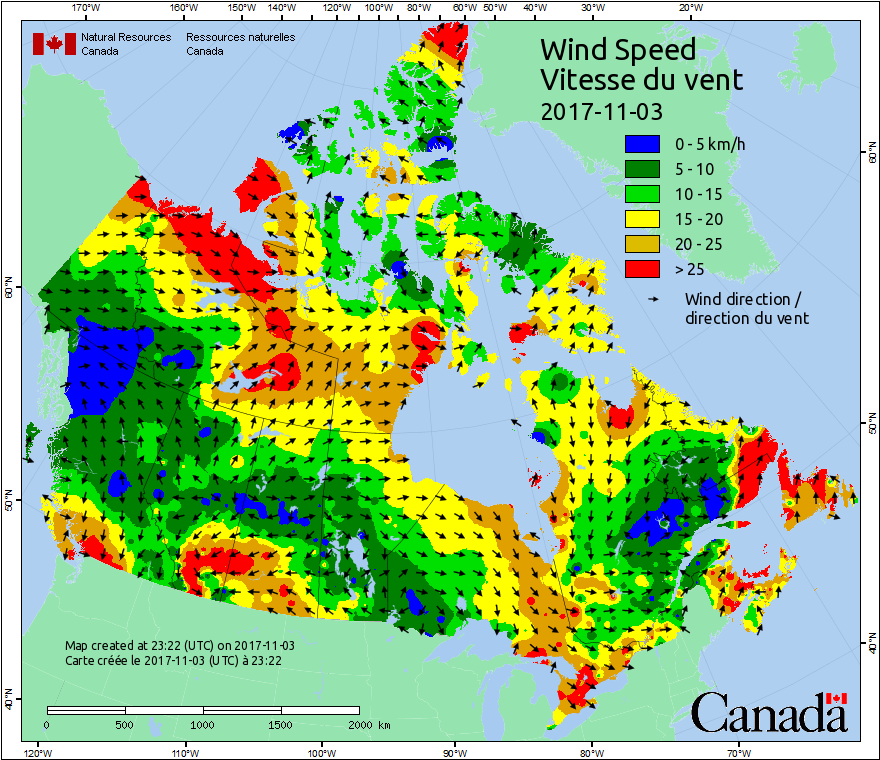 170°W 160°W 150°W 140°W 120°W 100°W 80°W 60°W 50°W 40°W 30°W 20°W
Natural Resources Canada
Ressources naturelles Canada
Wind Speed
Vitesse du vent
2017-11-03
0 - 5 km/h
5 - 10
10 - 15
15 - 20
20 - 25
> 25
Wind direction /
direction du vent
60°N
50°N
40°N
60°N
50°N
40°N
Map created at 23:22 (UTC) on 2017-11-03
Carte créée le 2017-11-03 (UTC) à 23:22
0 500 1000 1500 2000 km
Canada
120°W 110°W 100°W 90°W 80°W 70°W